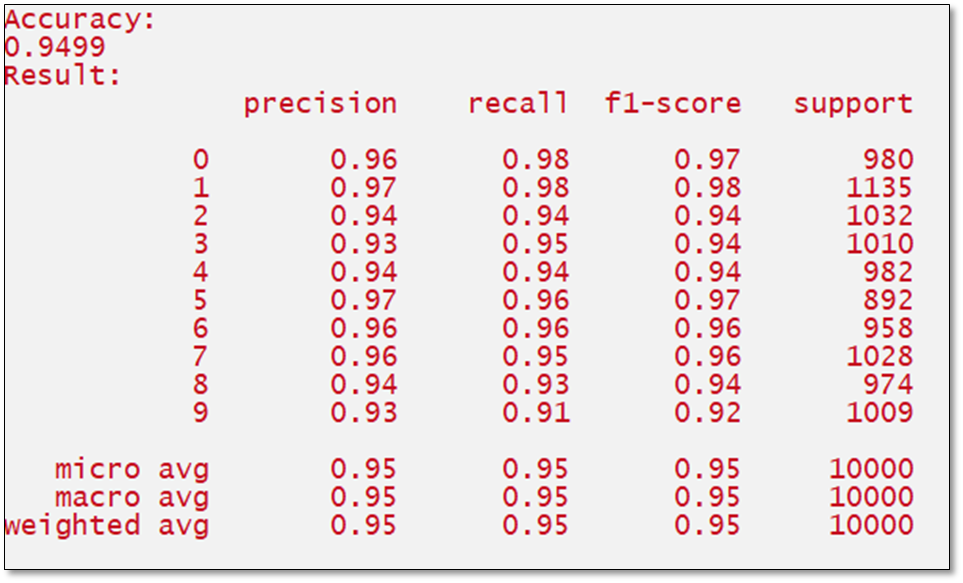 Accuracy:
0.9499
Result:
precision recall f1-score support
0 0.96 0.98 0.97 980
1 0.97 0.98 0.98 1135
2 0.94 0.94 0.94 1032
3 0.93 0.95 0.94 1010
4 0.94 0.94 0.94 982
5 0.97 0.96 0.97 892
6 0.96 0.96 0.96 958
7 0.96 0.95 0.96 1028
8 0.94 0.93 0.94 974
9 0.93 0.91 0.92 1009
micro avg 0.95 0.95 0.95 10000
macro avg 0.95 0.95 0.95 10000
weighted avg 0.95 0.95 0.95 10000